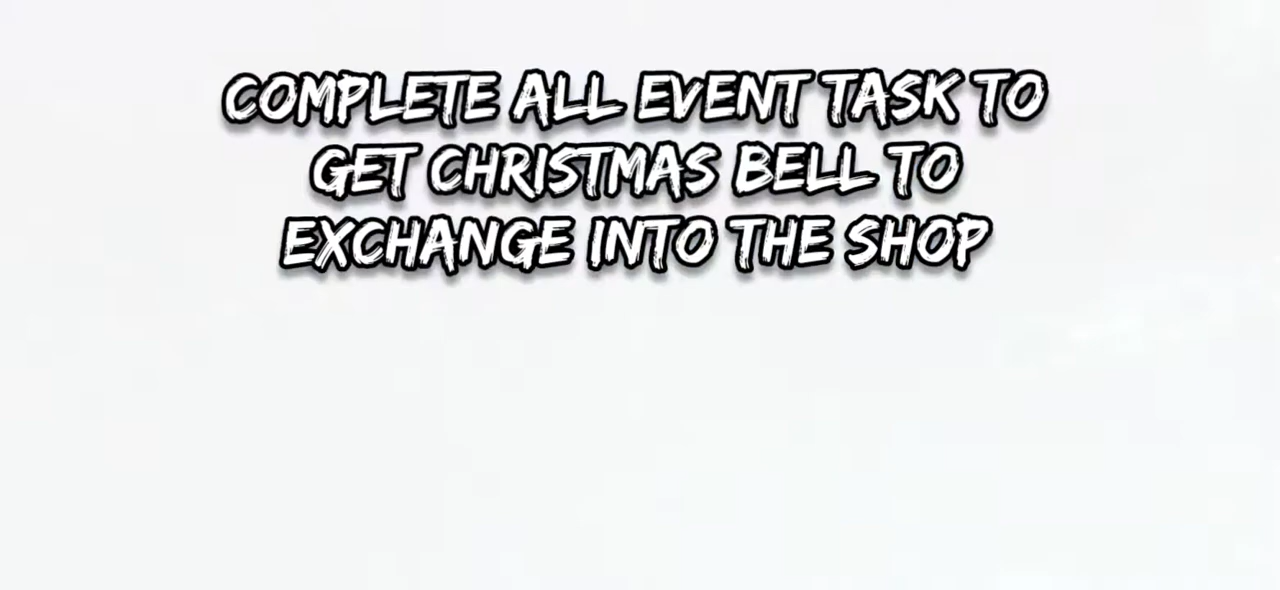 COMPLETE ALL EVENT TASK TO
GET CHRISTMAS BELL TO
EXCHANGE INTO THE SHOP